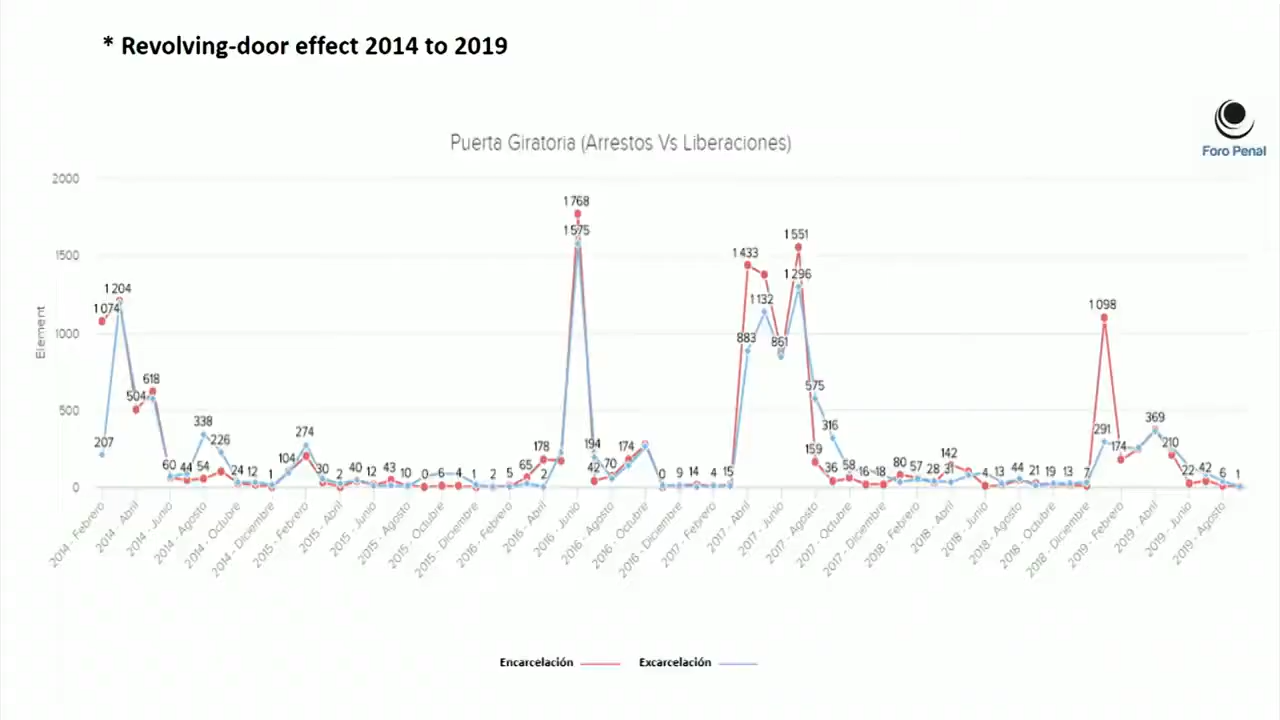 * Revolving-door effect 2014 to 2019
Foro Penal
Puerta Giratoria (Arrestos Vs Liberaciones)
Element
2000
1500
1000
500
0
1 074
207
1 204
504
618
60
44
338
54
226
24
12
1
104
274
30
2
40
12
43
10
0
6
4
1
2
5
65
178
2
1 768
1 575
194
42
70
174
0
9
14
4
15
1 433
883
1 132
861
1 551
1 296
575
159
316
36
58
16
18
80
57
28
142
31
4
13
44
21
19
13
7
1 098
291
174
369
210
22
42
6
1
2014 - Febrero
2014 - Abril
2014 - Junio
2014 - Agosto
2014 - Octubre
2014 - Diciembre
2015 - Febrero
2015 - Abril
2015 - Junio
2015 - Agosto
2015 - Octubre
2015 - Diciembre
2016 - Febrero
2016 - Abril
2016 - Junio
2016 - Agosto
2016 - Octubre
2016 - Diciembre
2017 - Febrero
2017 - Abril
2017 - Junio
2017 - Agosto
2017 - Octubre
2017 - Diciembre
2018 - Febrero
2018 - Abril
2018 - Junio
2018 - Agosto
2018 - Octubre
2018 - Diciembre
2019 - Febrero
2019 - Abril
2019 - Junio
2019 - Agosto
Encarcelación
Excarcelación